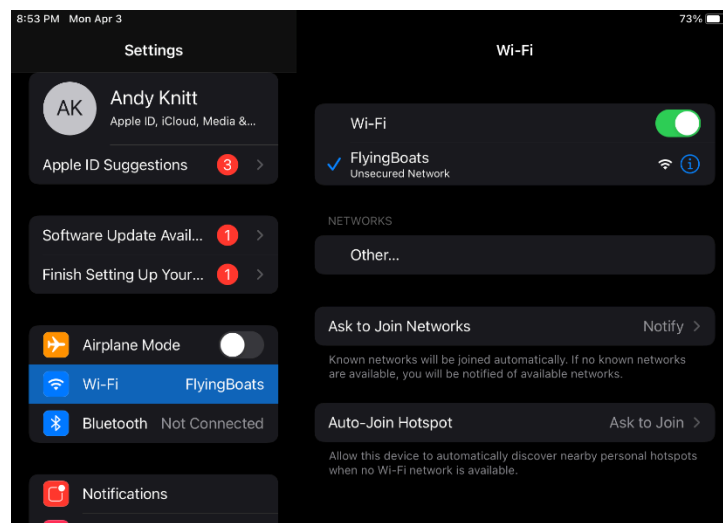 8:53 PM Mon Apr 3
73%
Settings
AK
Andy Knitt
Apple ID, iCloud, Media &...
Apple ID Suggestions 3
Software Update Avail... 1
Finish Setting Up Your... 1
Airplane Mode
Wi-Fi FlyingBoats
Bluetooth Not Connected
Notifications
Wi-Fi
Wi-Fi
FlyingBoats
Unsecured Network
NETWORKS
Other...
Ask to Join Networks Notify
Known networks will be joined automatically. If no known networks
are available, you will be notified of available networks.
Auto-Join Hotspot Ask to Join
Allow this device to automatically discover nearby personal hotspots
when no Wi-Fi network is available.